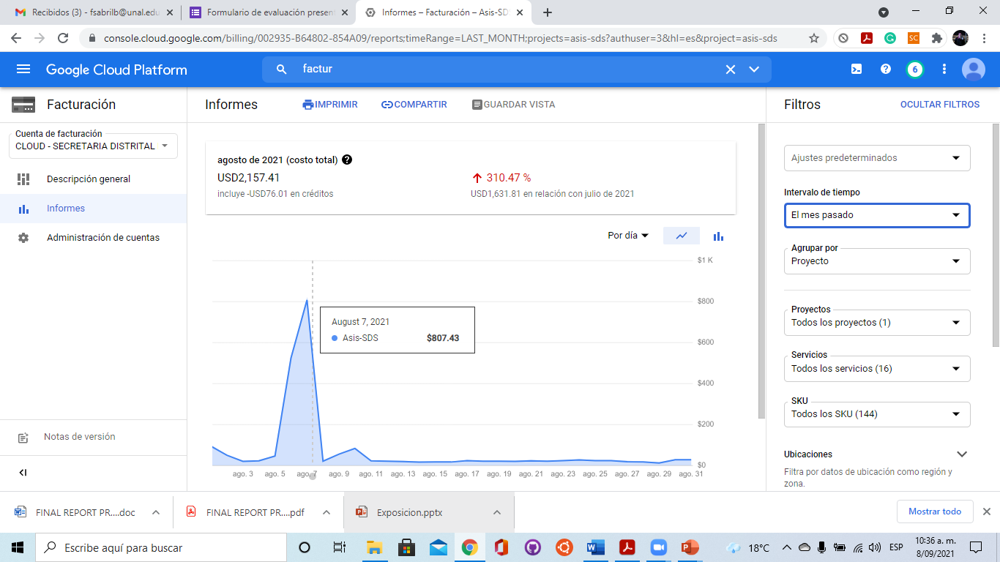 Recibidos (3) - fsabrilb@unal.edu
Formulario de evaluación present
Informes – Facturación – Asis-SD
console.cloud.google.com/billing/002935-B64802-854A09/reports;timeRange=LAST_MONTH;projects=asis-sds?authuser=3&hl=es&project=asis-sds
SC
Google Cloud Platform
factur
6
Facturación
Informes
IMPRIMIR
COMPARTIR
GUARDAR VISTA
Filtros
OCULTAR FILTROS
Cuenta de facturación
CLOUD - SECRETARIA DISTRITAL
Descripción general
Informes
Administración de cuentas
Notas de versión
agosto de 2021 (costo total)
USD2,157.41
incluye -USD76.01 en créditos
310.47 %
USD1,631.81 en relación con julio de 2021
Por día
$1 K
$800
$600
$400
$200
$0
August 7, 2021
Asis-SDS $807.43
ago. 3 ago. 5 ago. 7 ago. 9 ago. 11 ago. 13 ago. 15 ago. 17 ago. 19 ago. 21 ago. 23 ago. 25 ago. 27 ago. 29 ago. 31
Ajustes predeterminados
Intervalo de tiempo
El mes pasado
Agrupar por
Proyecto
Proyectos
Todos los proyectos (1)
Servicios
Todos los servicios (16)
SKU
Todos los SKU (144)
Ubicaciones
Filtra por datos de ubicación como región y
zona.
FINAL REPORT PR....doc
FINAL REPORT PR....pdf
Exposicion.pptx
Mostrar todo
Escribe aquí para buscar
18°C
ESP
10:36 a. m.
8/09/2021